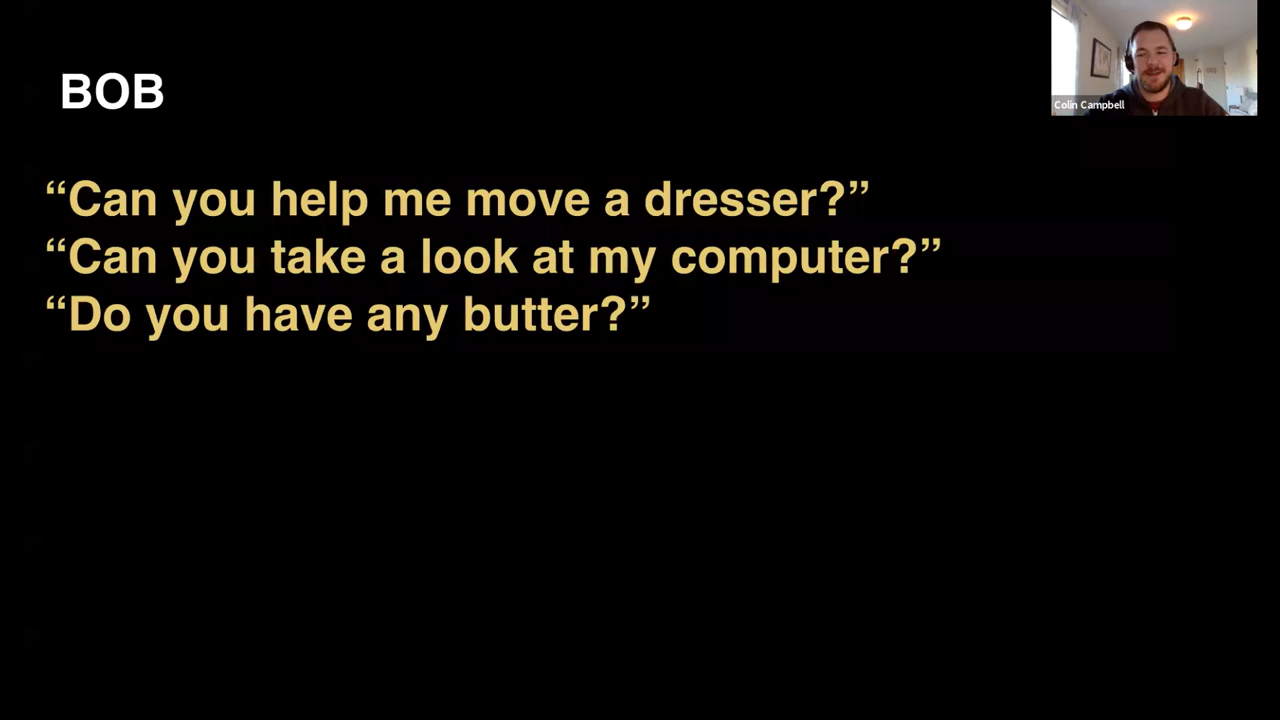 BOB
Colin Campbell
“Can you help me move a dresser?”
“Can you take a look at my computer?”
“Do you have any butter?”